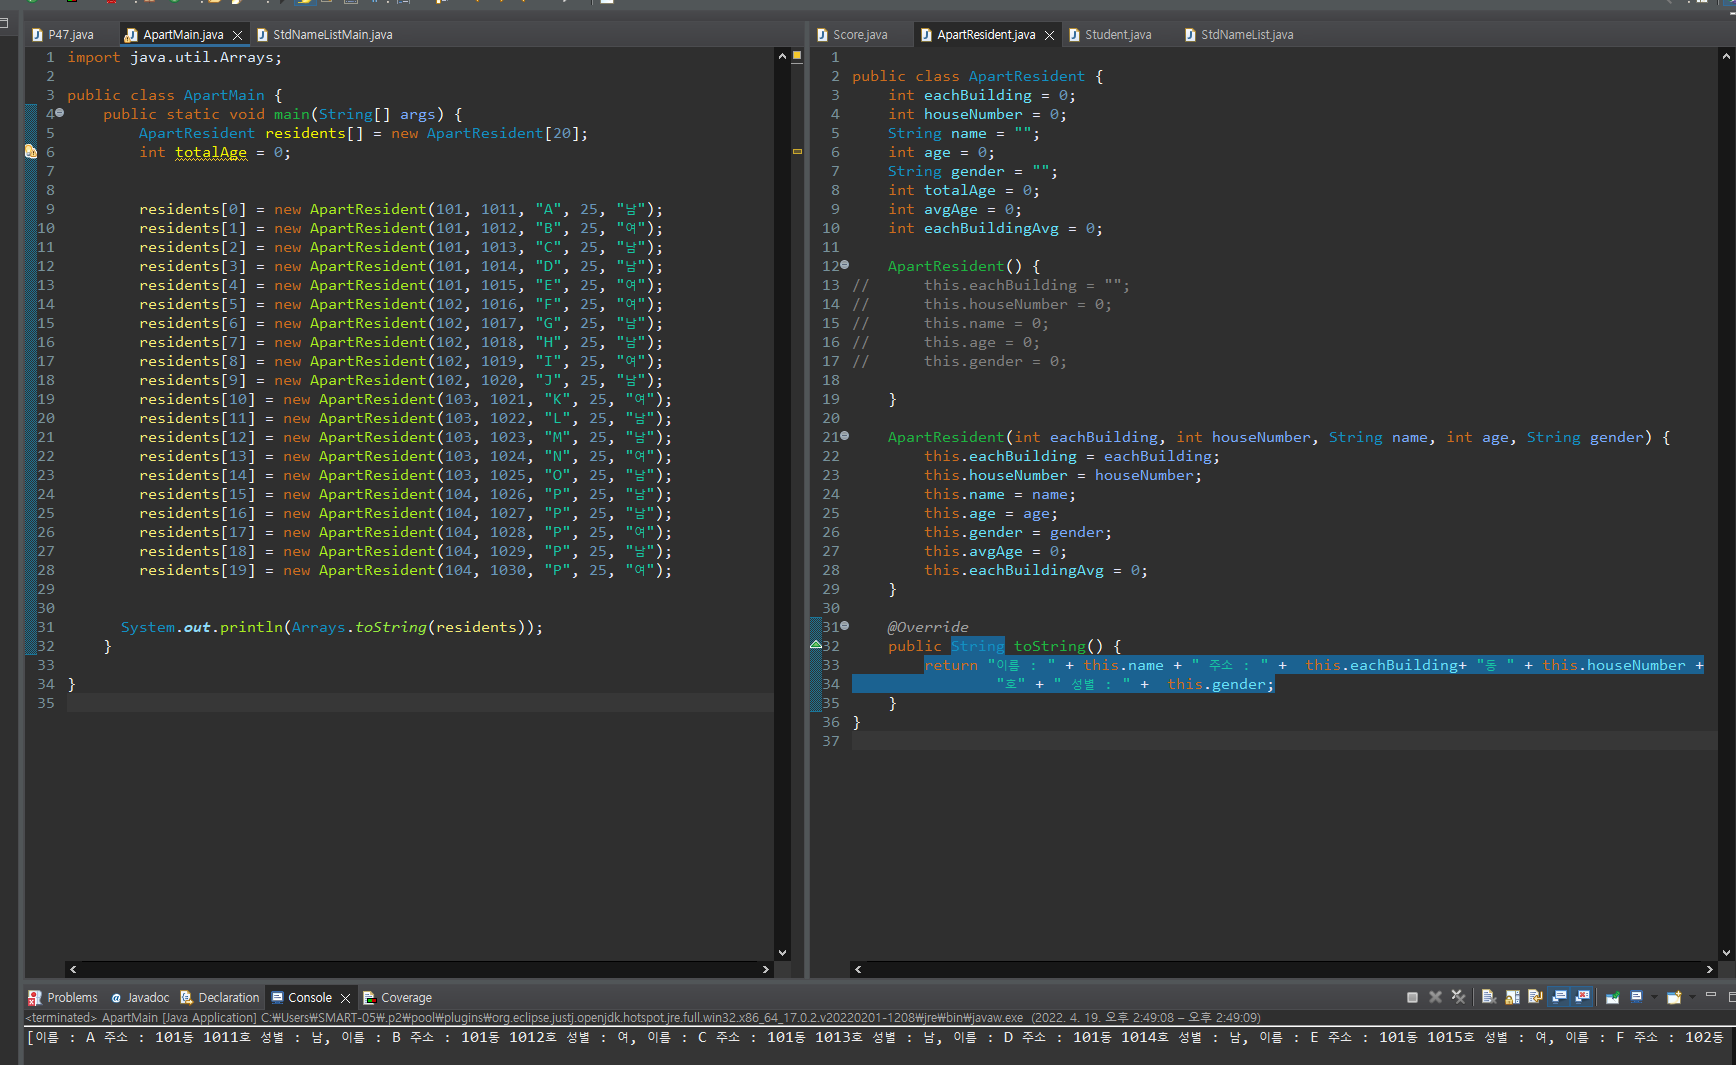 P47.java
ApartMain.java
StdNameListMain.java
1 import java.util.Arrays;
2
3 public class ApartMain {
4 public static void main(String[] args) {
5 ApartResident residents[] = new ApartResident[20];
6 int totalAge = 0;
7
8
9 residents[0] = new ApartResident(101, 1011, "A", 25, "남");
10 residents[1] = new ApartResident(101, 1012, "B", 25, "여");
11 residents[2] = new ApartResident(101, 1013, "C", 25, "남");
12 residents[3] = new ApartResident(101, 1014, "D", 25, "남");
13 residents[4] = new ApartResident(101, 1015, "E", 25, "여");
14 residents[5] = new ApartResident(102, 1016, "F", 25, "여");
15 residents[6] = new ApartResident(102, 1017, "G", 25, "남");
16 residents[7] = new ApartResident(102, 1018, "H", 25, "남");
17 residents[8] = new ApartResident(102, 1019, "I", 25, "여");
18 residents[9] = new ApartResident(102, 1020, "J", 25, "남");
19 residents[10] = new ApartResident(103, 1021, "K", 25, "여");
20 residents[11] = new ApartResident(103, 1022, "L", 25, "남");
21 residents[12] = new ApartResident(103, 1023, "M", 25, "남");
22 residents[13] = new ApartResident(103, 1024, "N", 25, "여");
23 residents[14] = new ApartResident(103, 1025, "O", 25, "남");
24 residents[15] = new ApartResident(104, 1026, "P", 25, "남");
25 residents[16] = new ApartResident(104, 1027, "P", 25, "남");
26 residents[17] = new ApartResident(104, 1028, "P", 25, "여");
27 residents[18] = new ApartResident(104, 1029, "P", 25, "남");
28 residents[19] = new ApartResident(104, 1030, "P", 25, "여");
29
30
31 System.out.println(Arrays.toString(residents));
32 }
33
34 }
35
Score.java
ApartResident.java
Student.java
StdNameList.java
1
2 public class ApartResident {
3 int eachBuilding = 0;
4 int houseNumber = 0;
5 String name = "";
6 int age = 0;
7 String gender = "";
8 int totalAge = 0;
9 int avgAge = 0;
10 int eachBuildingAvg = 0;
11
12 ApartResident() {
13 // this.eachBuilding = "";
14 // this.houseNumber = 0;
15 // this.name = 0;
16 // this.age = 0;
17 // this.gender = 0;
18
19 }
20
21 ApartResident(int eachBuilding, int houseNumber, String name, int age, String gender) {
22 this.eachBuilding = eachBuilding;
23 this.houseNumber = houseNumber;
24 this.name = name;
25 this.age = age;
26 this.gender = gender;
27 this.avgAge = 0;
28 this.eachBuildingAvg = 0;
29 }
30
31 @Override
32 public String toString() {
33 return "이름 : " + this.name + " 주소 : " + this.eachBuilding+ "동 " + this.houseNumber +
34 "호" + " 성별 : " + this.gender;
35 }
36 }
37
Problems @ Javadoc Declaration Console Coverage
<terminated> ApartMain [Java Application] C:\Users\SMART-05\.p2\pool\plugins\org.eclipse.justj.openjdk.hotspot.jre.full.win32.x86_64_17.0.2.v20220201-1208\jre\bin\javaw.exe (2022. 4. 19. 오후 2:49:08 – 오후 2:49:09)
[이름 : A 주소 : 101동 1011호 성별 : 남, 이름 : B 주소 : 101동 1012호 성별 : 여, 이름 : C 주소 : 101동 1013호 성별 : 남, 이름 : D 주소 : 101동 1014호 성별 : 남, 이름 : E 주소 : 101동 1015호 성별 : 여, 이름 : F 주소 : 102동